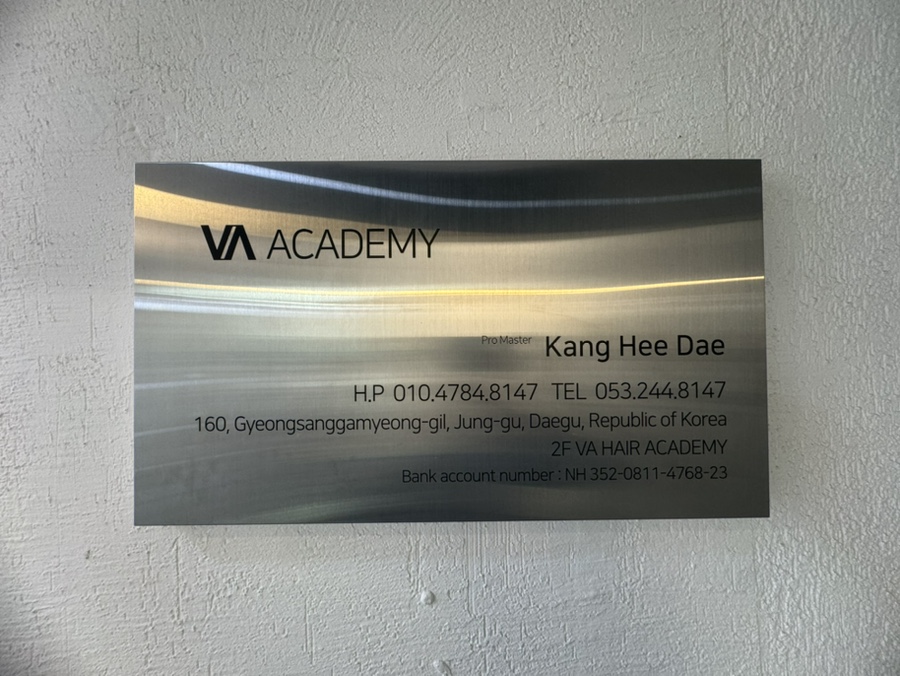 VA ACADEMY
Pro Master Kang Hee Dae
H.P 010.4784.8147 TEL 053.244.8147
160, Gyeongsanggamyeong-gil, Jung-gu, Daegu, Republic of Korea
2F VA HAIR ACADEMY
Bank account number : NH 352-0811-4768-23